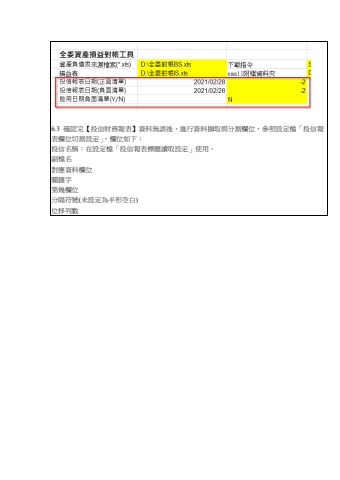 全委資產損益對帳工具
資產負債表來源檔案(*.xls) D:\全委對帳BS.xls 下載指令
損益表 D:\全委對帳IS.xls email附檔資料夾
投信報表日期(正面清單) 2021/02/28 -2
投信報表日期(負面清單) 2021/02/28 -2
啟用日期負面清單(Y/N) N
6.3 確認完【投信財務報表】資料無誤後，進行資料擷取與分割欄位，參照設定檔「投信報
表欄位切割設定」，欄位如下：
投信名稱：在設定檔「投信報表標題讀取設定」使用。
副檔名
對應資料欄位
關鍵字
第幾欄位
分隔符號(未設定為半形空白)
位移列數